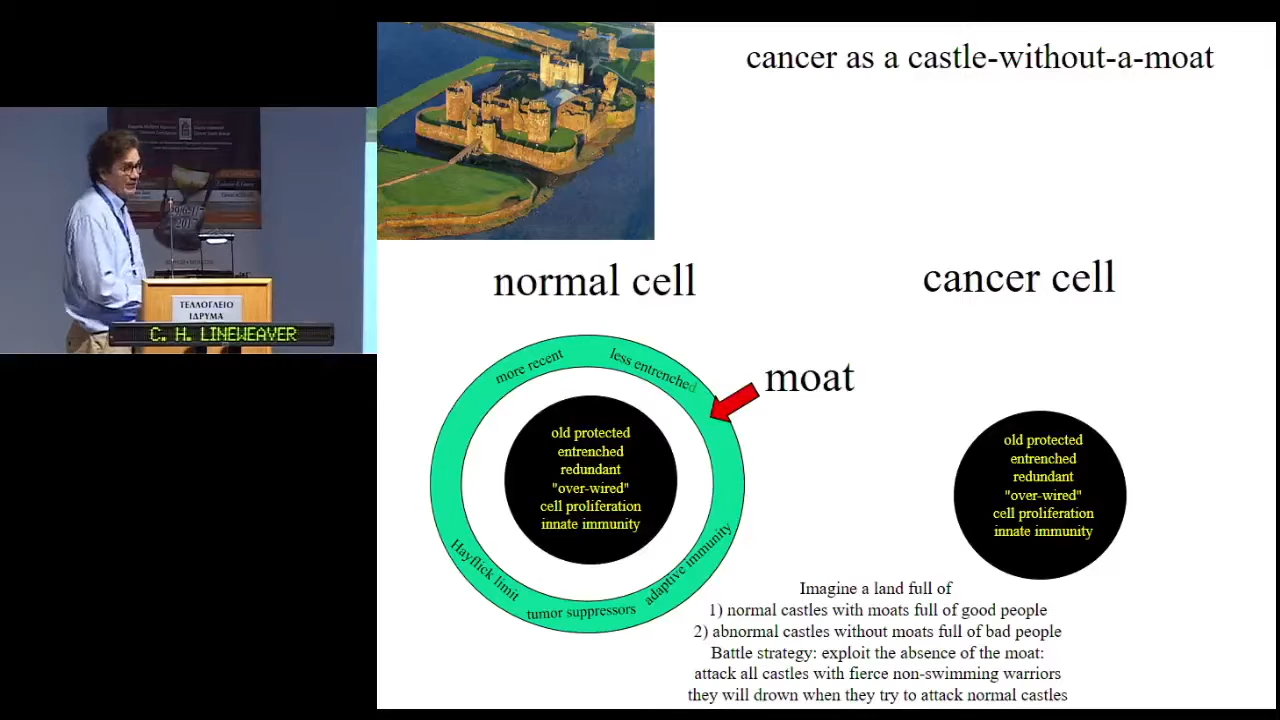 cancer as a castle-without-a-moat
normal cell
cancer cell
more recent
less entrenched
moat
old protected
entrenched
redundant
"over-wired"
cell proliferation
innate immunity
Hayflick limit
tumor suppressors
adaptive immunity
old protected
entrenched
redundant
"over-wired"
cell proliferation
innate immunity
Imagine a land full of
1) normal castles with moats full of good people
2) abnormal castles without moats full of bad people
Battle strategy: exploit the absence of the moat:
attack all castles with fierce non-swimming warriors
they will drown when they try to attack normal castles
2017
ΤΕΛΛΟΓΛΕΙΟ
ΙΔΡΥΜΑ
C. H. LINEWEAVER